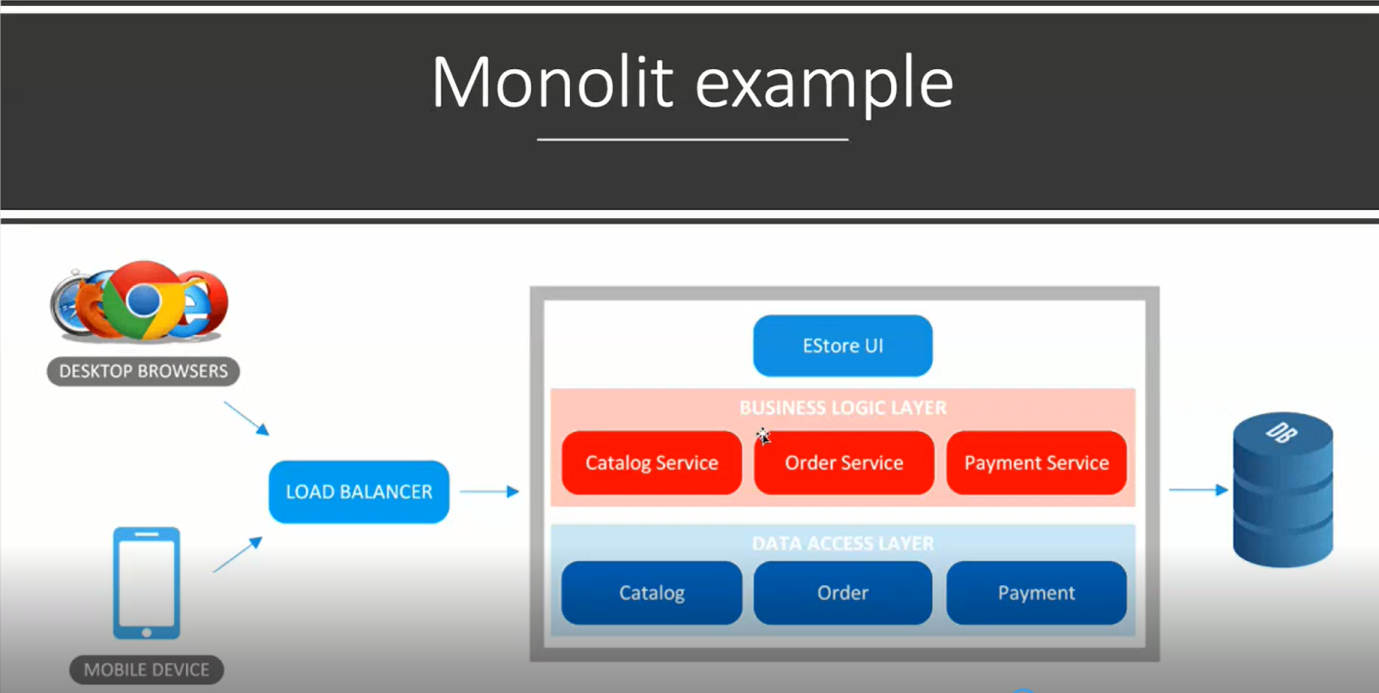 Monolit example
DESKTOP BROWSERS
LOAD BALANCER
MOBILE DEVICE
EStore UI
BUSINESS LOGIC LAYER
Catalog Service
Order Service
Payment Service
DATA ACCESS LAYER
Catalog
Order
Payment
DB